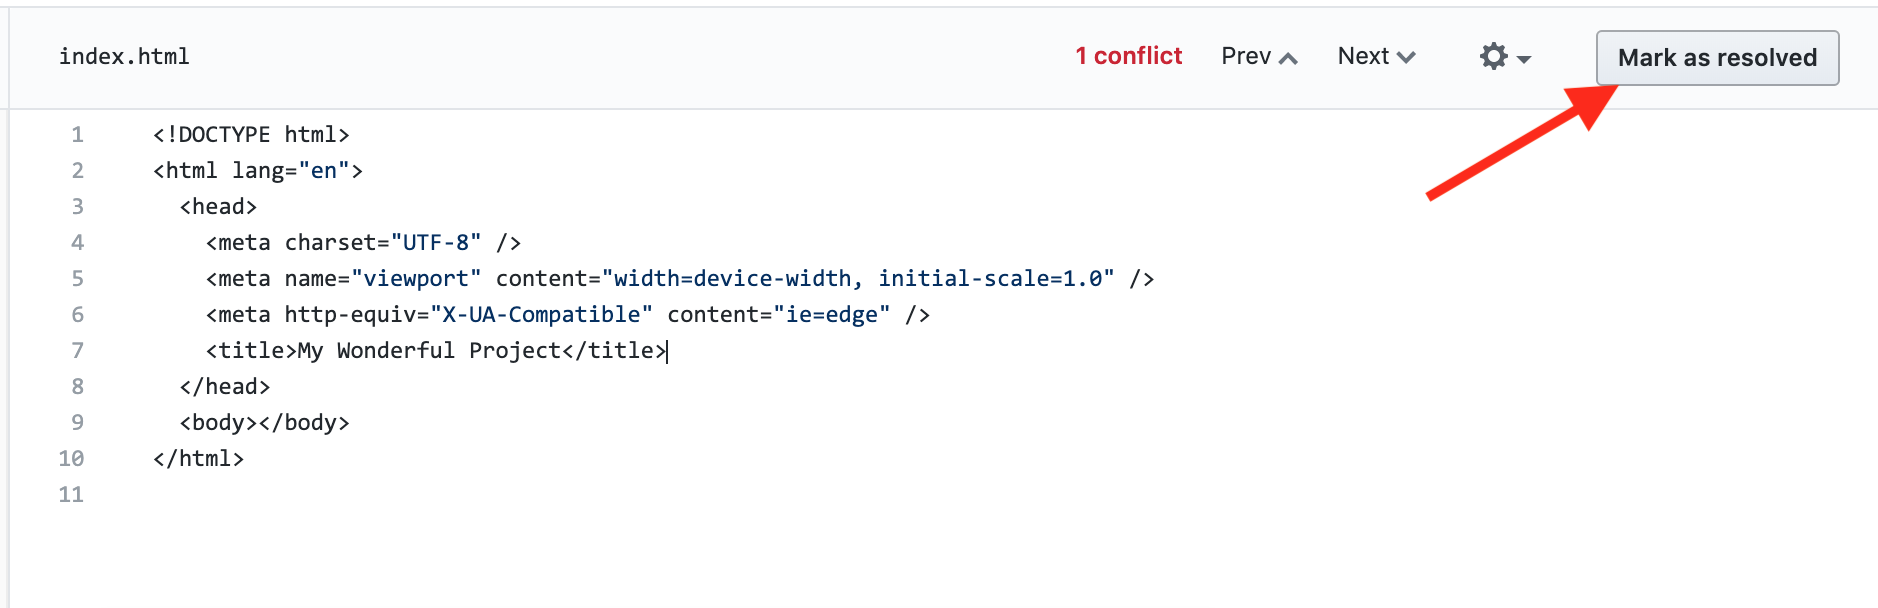 index.html 1 conflict Prev Next Mark as resolved
1 <!DOCTYPE html>
2 <html lang="en">
3 <head>
4 <meta charset="UTF-8" />
5 <meta name="viewport" content="width=device-width, initial-scale=1.0" />
6 <meta http-equiv="X-UA-Compatible" content="ie=edge" />
7 <title>My Wonderful Project</title>
8 </head>
9 <body></body>
10 </html>
11